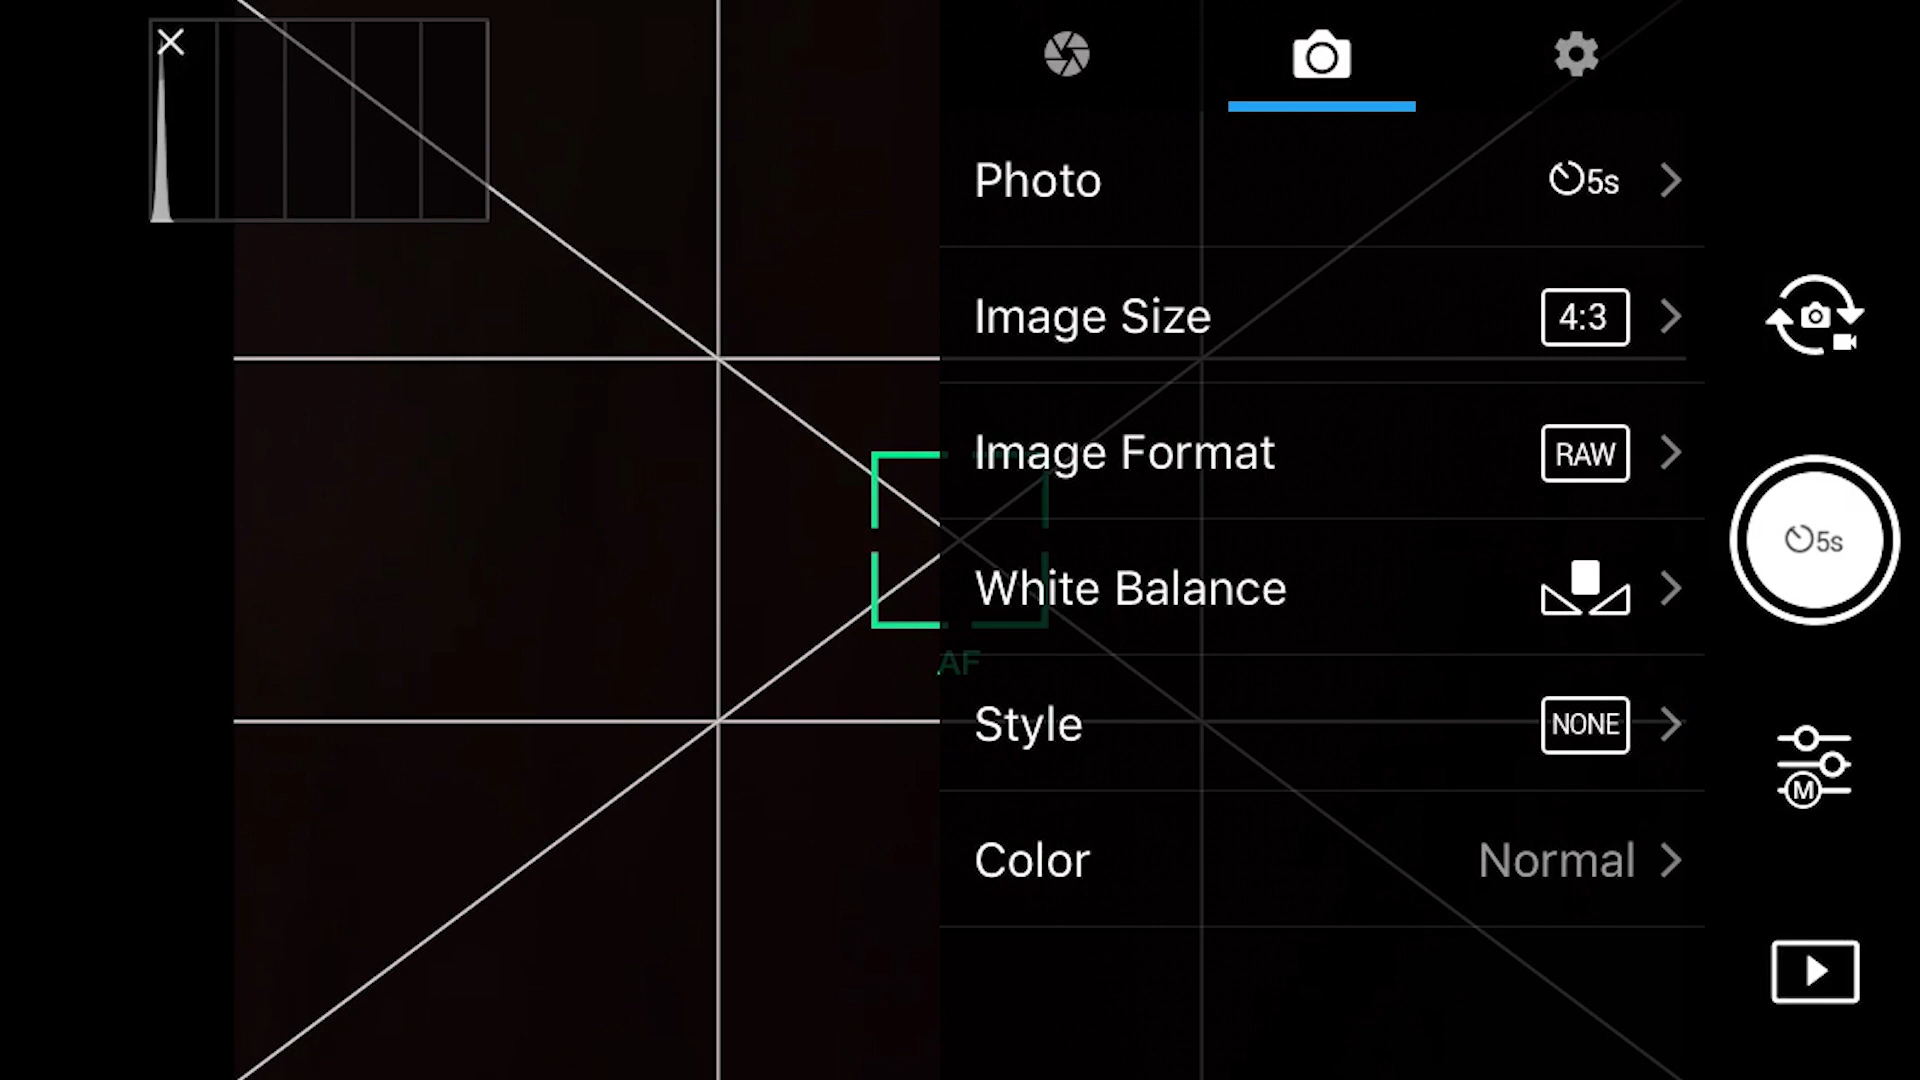 Photo 5s
Image Size 4:3
Image Format RAW
5s
White Balance
AF
Style NONE
M
Color Normal